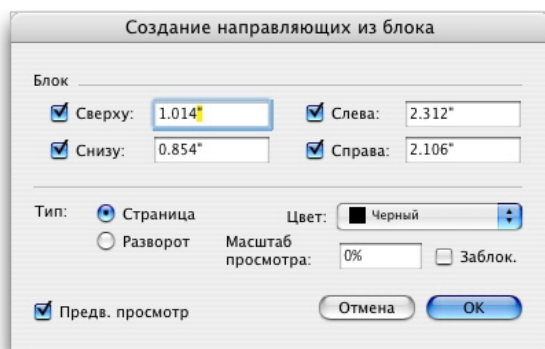 Создание направляющих из блока
Блок
Сверху: 1.014" Слева: 2.312"
Снизу: 0.854" Справа: 2.106"
Тип: Страница Цвет: Черный
Разворот Масштаб просмотра: 0% Заблок.
Предв. просмотр Отмена OK